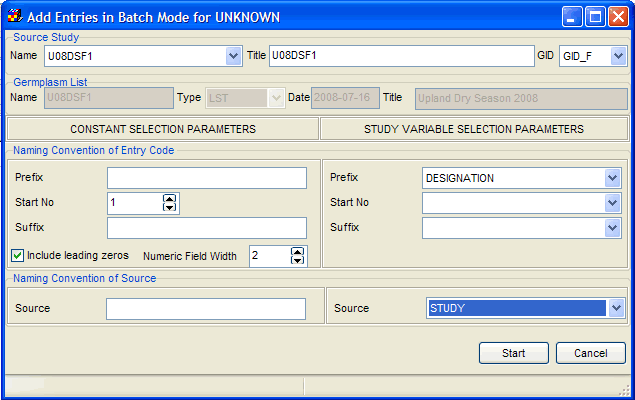 Add Entries in Batch Mode for UNKNOWN
Source Study
Name U08DSF1 Title U08DSF1 GID GID_F
Germplasm List
Name U08DSF1 Type LST Date 2008-07-16 Title Upland Dry Season 2008
CONSTANT SELECTION PARAMETERS STUDY VARIABLE SELECTION PARAMETERS
Naming Convention of Entry Code
Prefix Prefix DESIGNATION
Start No 1 Start No
Suffix Suffix
Include leading zeros Numeric Field Width 2
Naming Convention of Source
Source Source STUDY
Start Cancel